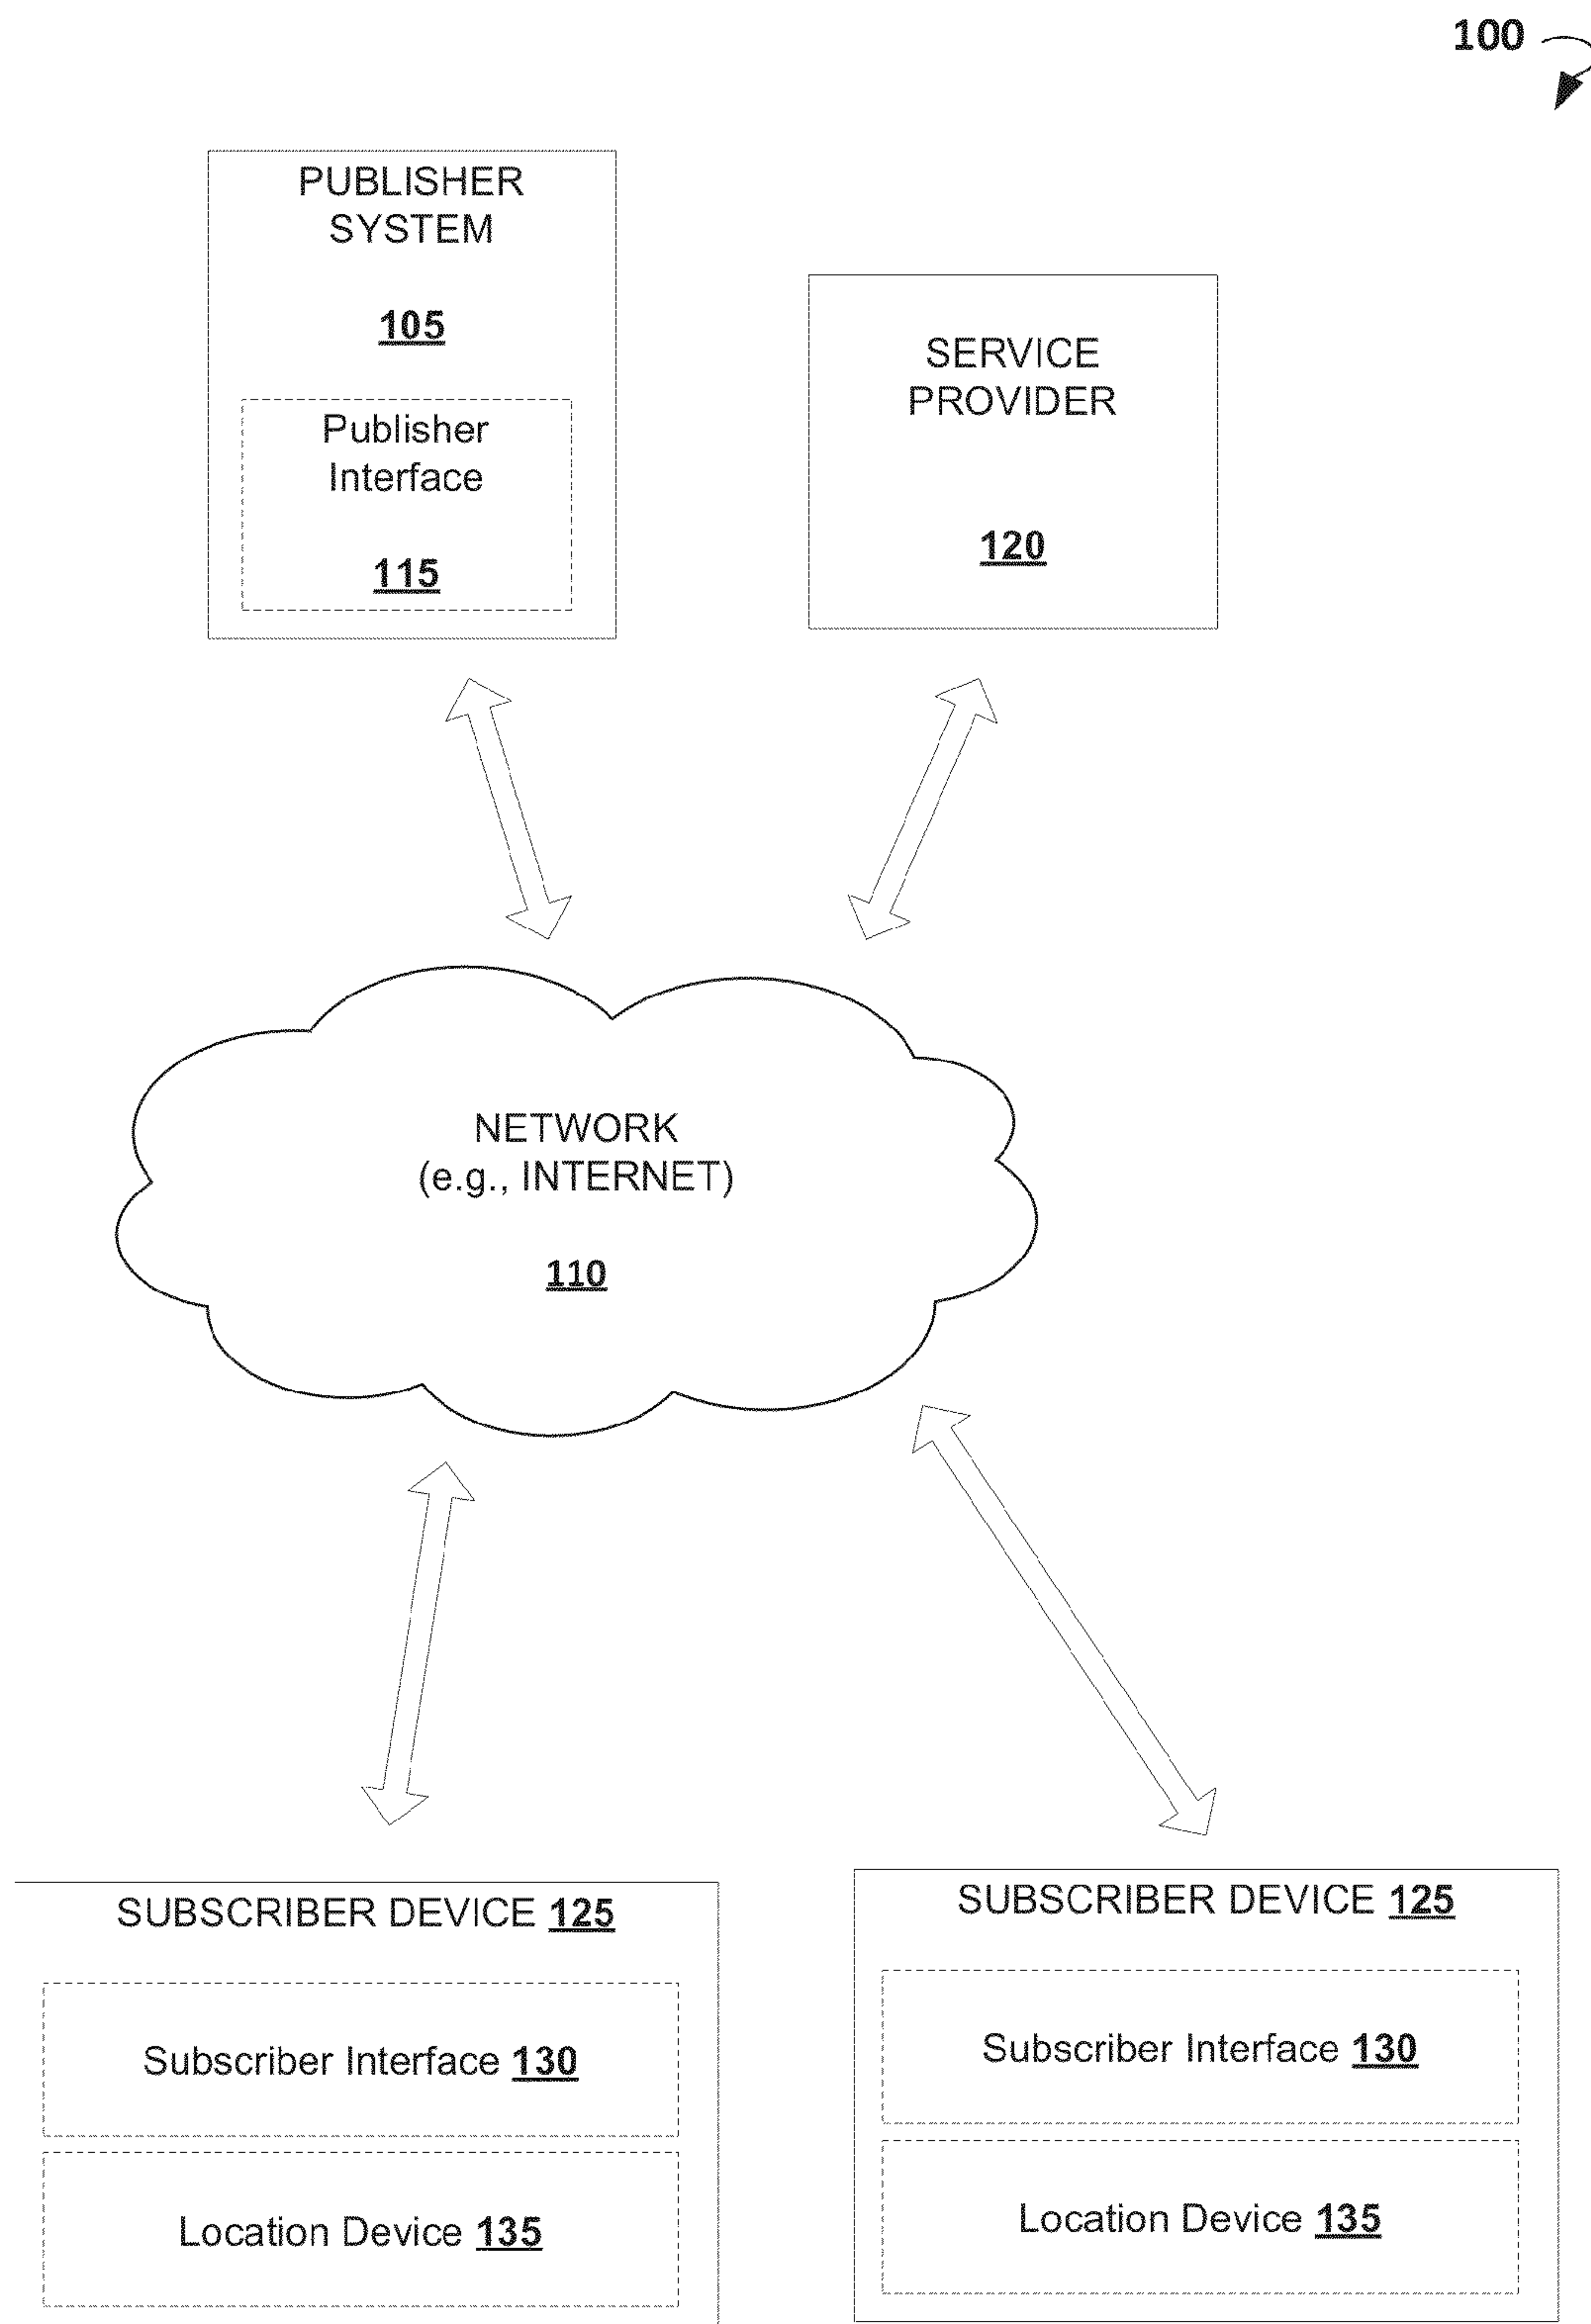 100
PUBLISHER
SYSTEM
105
Publisher
Interface
115
SERVICE
PROVIDER
120
NETWORK
(e.g., INTERNET)
110
SUBSCRIBER DEVICE 125
Subscriber Interface 130
Location Device 135
SUBSCRIBER DEVICE 125
Subscriber Interface 130
Location Device 135